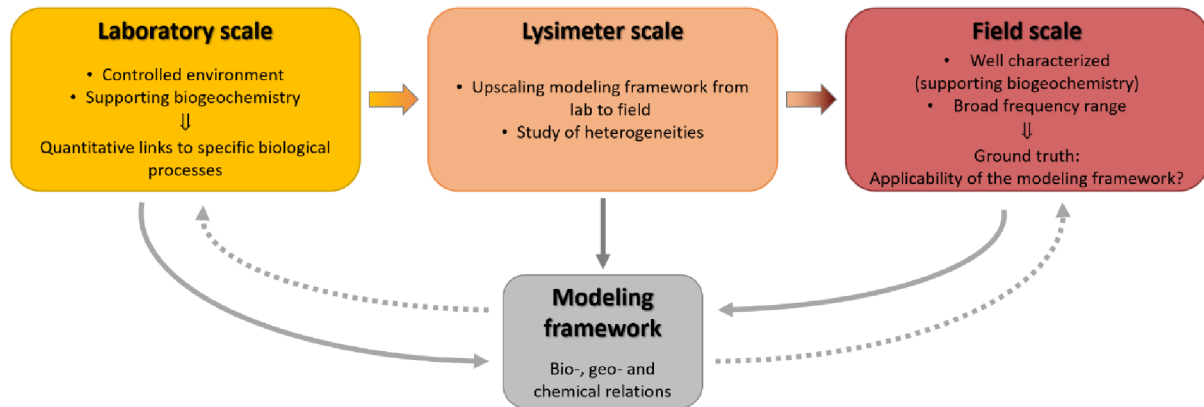 Laboratory scale
• Controlled environment
• Supporting biogeochemistry
⇓
Quantitative links to specific biological
processes
Lysimeter scale
• Upscaling modeling framework from
lab to field
• Study of heterogeneities
Field scale
• Well characterized
(supporting biogeochemistry)
• Broad frequency range
⇓
Ground truth:
Applicability of the modeling framework?
Modeling
framework
Bio-, geo- and
chemical relations